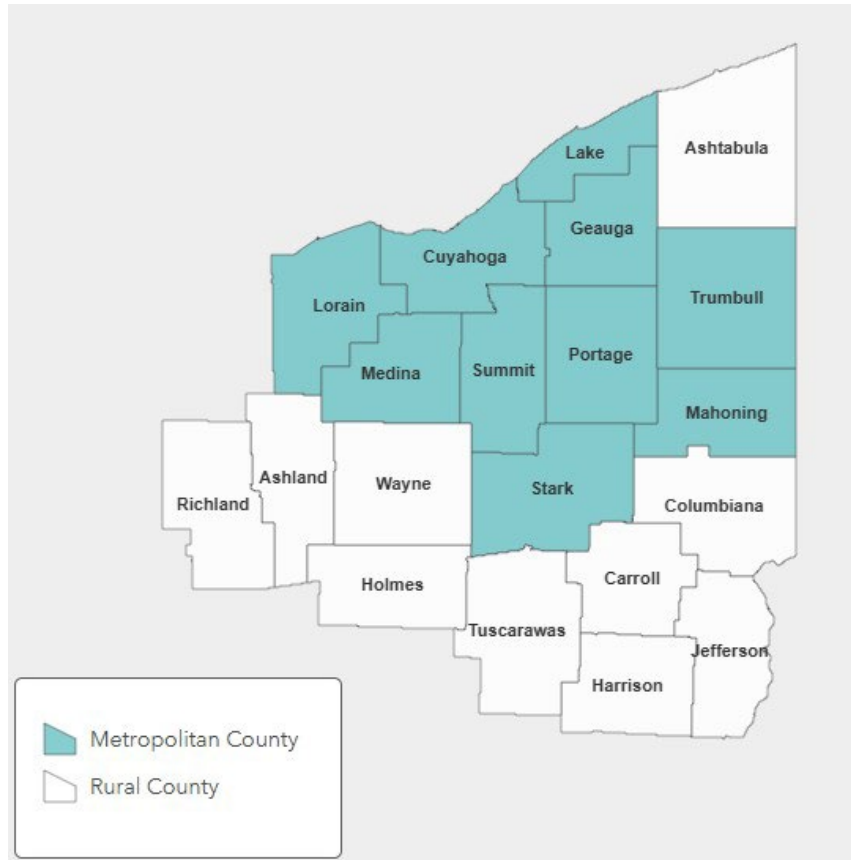 Ashtabula
Lake
Geauga
Cuyahoga
Trumbull
Lorain
Portage
Summit
Medina
Mahoning
Ashland
Wayne
Stark
Richland
Columbiana
Carroll
Holmes
Tuscarawas
Jefferson
Harrison
Metropolitan County
Rural County